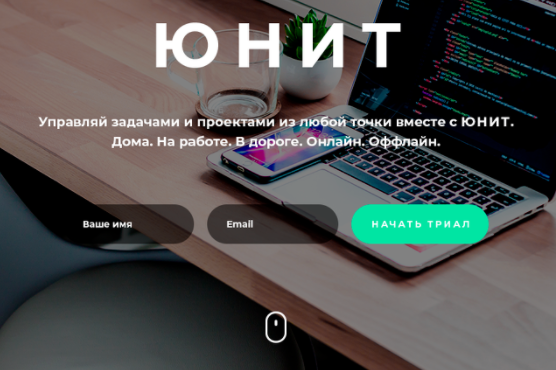 ЮНИТ
Управляй задачами и проектами из любой точки вместе с ЮНИТ.
Дома. На работе. В дороге. Онлайн. Оффлайн.
Ваше имя
Email
НАЧАТЬ ТРИАЛ